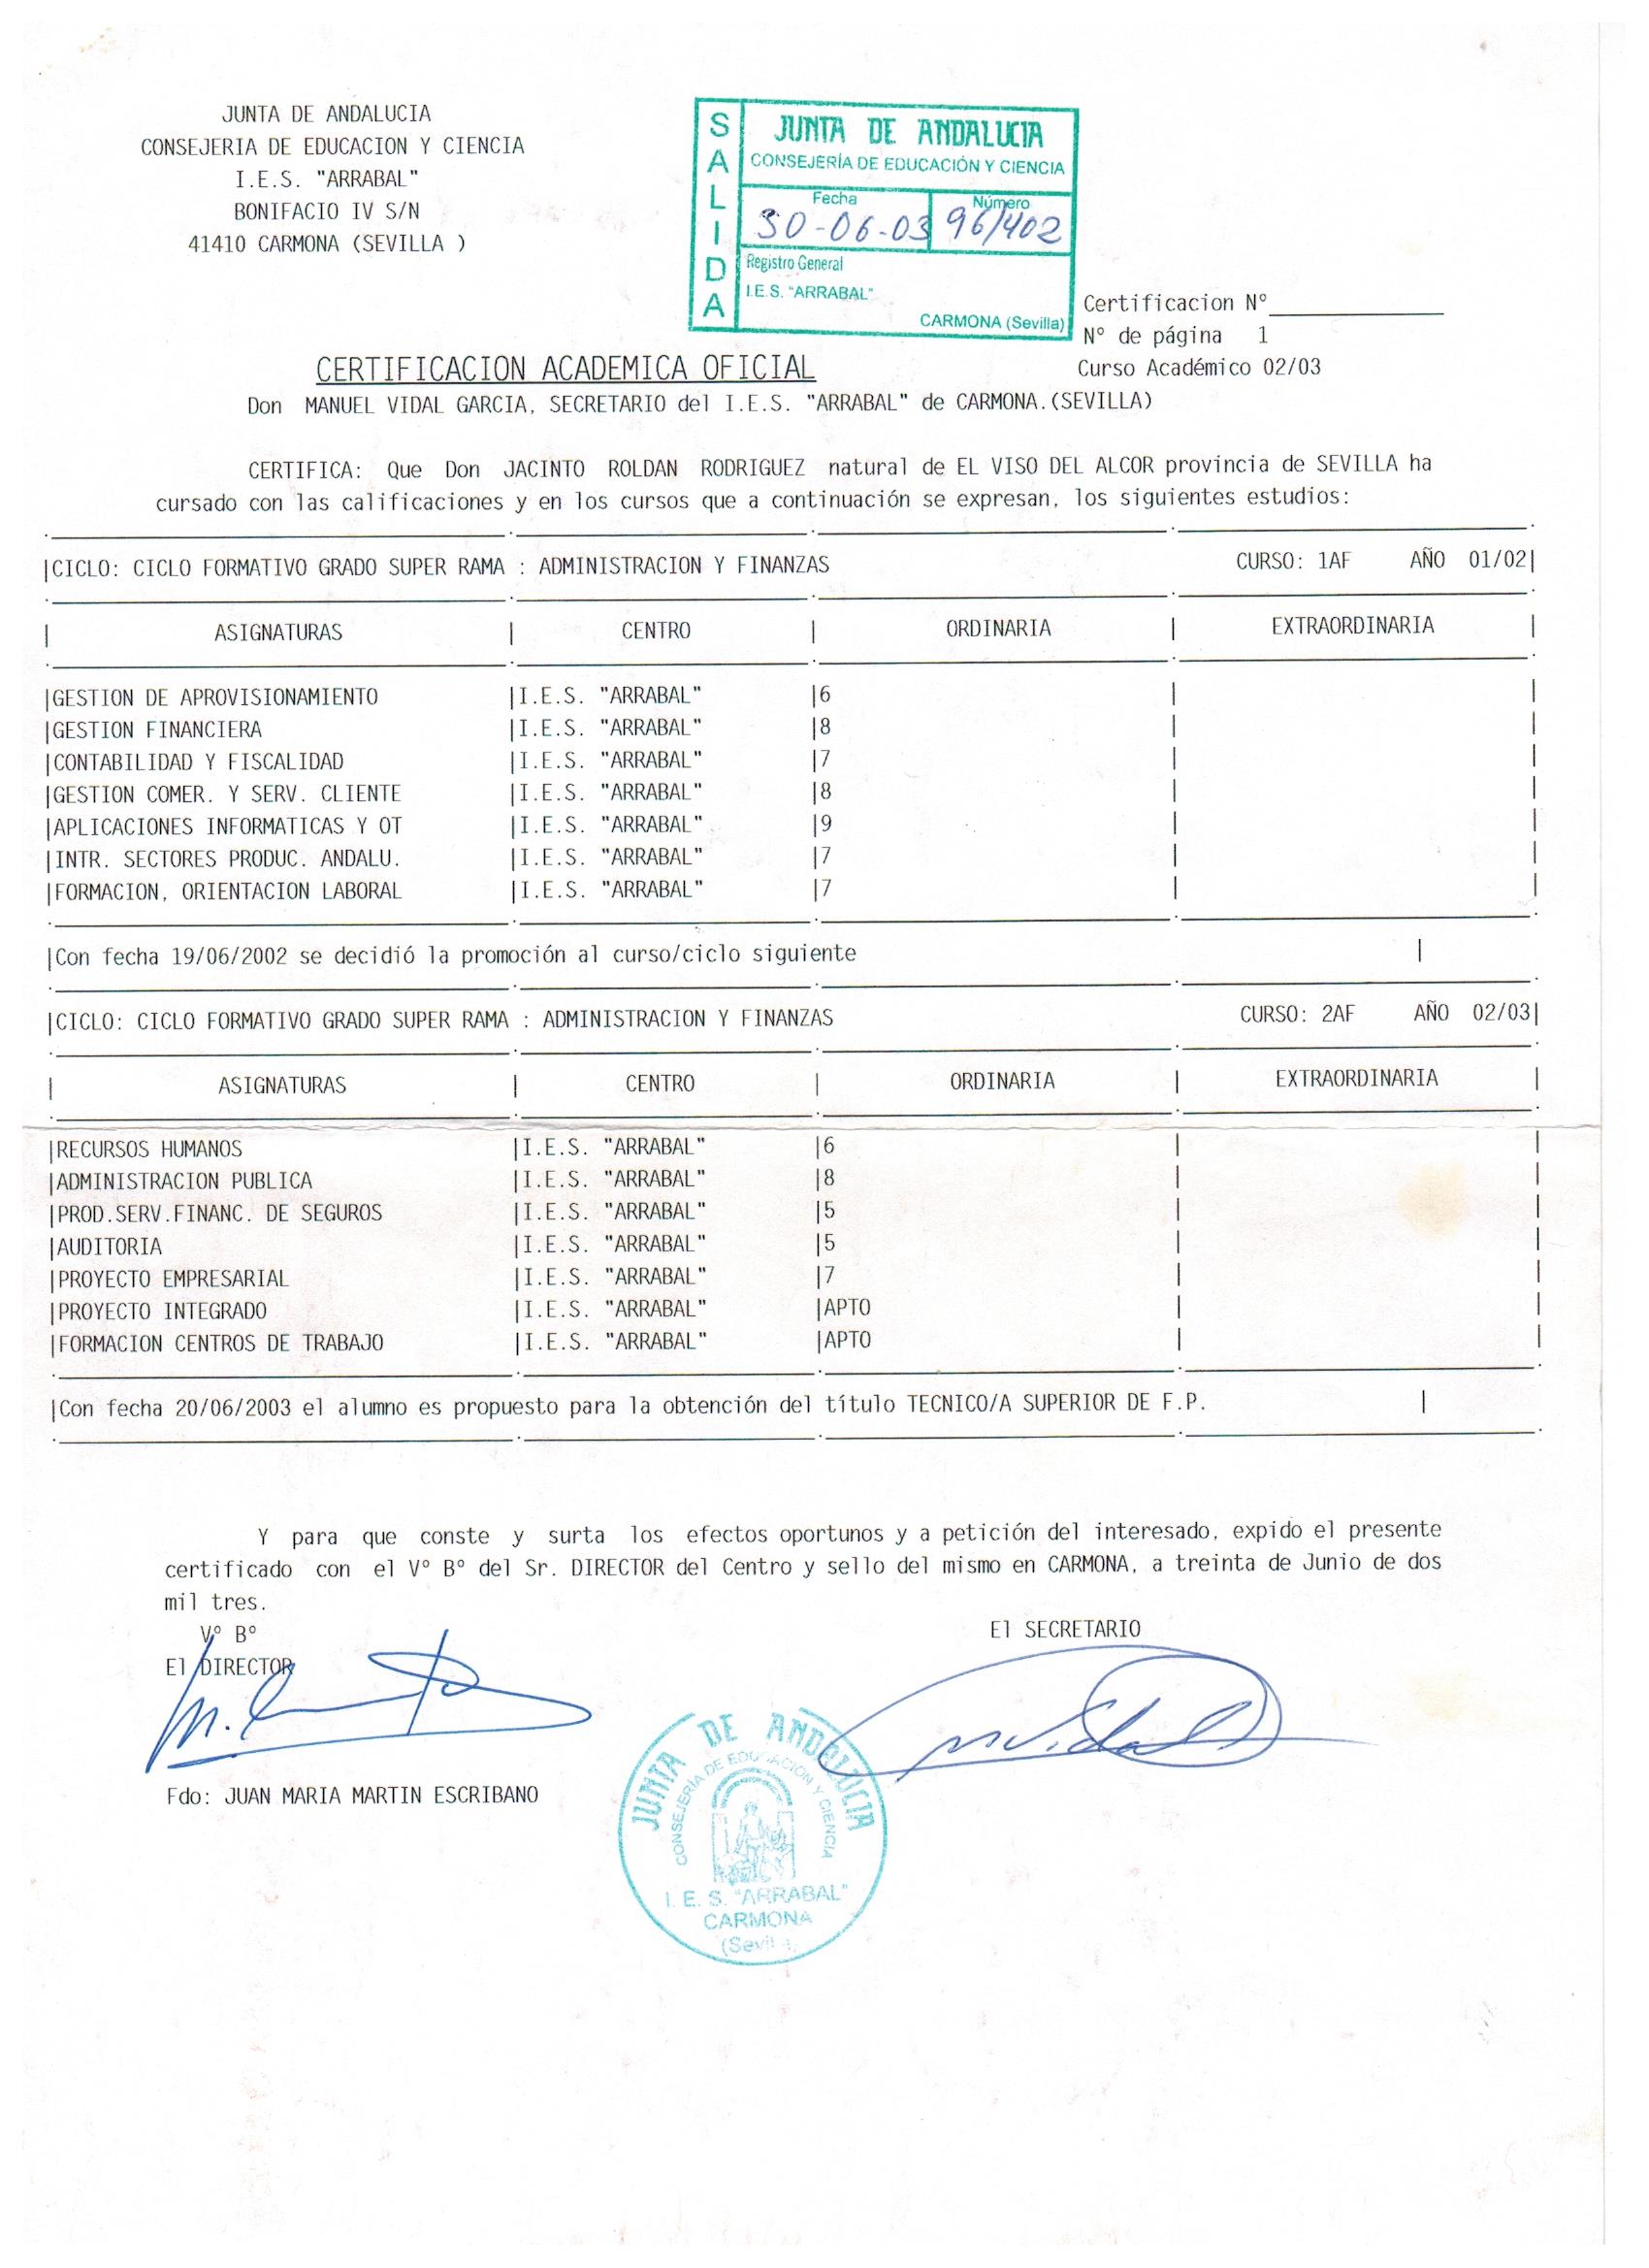 JUNTA DE ANDALUCIA
CONSEJERIA DE EDUCACION Y CIENCIA
I.E.S. "ARRABAL"
BONIFACIO IV S/N
41410 CARMONA (SEVILLA )
SALIDA
JUNTA DE ANDALUCIA
CONSEJERÍA DE EDUCACIÓN Y CIENCIA
Fecha Número
30-06-03 96/402
Registro General
I.E.S. "ARRABAL"
CARMONA (Sevilla)
Certificacion Nº
Nº de página 1
Curso Académico 02/03
CERTIFICACION ACADEMICA OFICIAL
Don MANUEL VIDAL GARCIA, SECRETARIO del I.E.S. "ARRABAL" de CARMONA.(SEVILLA)
CERTIFICA: Que Don JACINTO ROLDAN RODRIGUEZ natural de EL VISO DEL ALCOR provincia de SEVILLA ha
cursado con las calificaciones y en los cursos que a continuación se expresan, los siguientes estudios:
|CICLO: CICLO FORMATIVO GRADO SUPER RAMA : ADMINISTRACION Y FINANZAS CURSO: 1AF AÑO 01/02|
| ASIGNATURAS | CENTRO | ORDINARIA | EXTRAORDINARIA |
|GESTION DE APROVISIONAMIENTO |I.E.S. "ARRABAL" |6 | |
|GESTION FINANCIERA |I.E.S. "ARRABAL" |8 | |
|CONTABILIDAD Y FISCALIDAD |I.E.S. "ARRABAL" |7 | |
|GESTION COMER. Y SERV. CLIENTE |I.E.S. "ARRABAL" |8 | |
|APLICACIONES INFORMATICAS Y OT |I.E.S. "ARRABAL" |9 | |
|INTR. SECTORES PRODUC. ANDALU. |I.E.S. "ARRABAL" |7 | |
|FORMACION, ORIENTACION LABORAL |I.E.S. "ARRABAL" |7 | |
|Con fecha 19/06/2002 se decidió la promoción al curso/ciclo siguiente |
|CICLO: CICLO FORMATIVO GRADO SUPER RAMA : ADMINISTRACION Y FINANZAS CURSO: 2AF AÑO 02/03|
| ASIGNATURAS | CENTRO | ORDINARIA | EXTRAORDINARIA |
|RECURSOS HUMANOS |I.E.S. "ARRABAL" |6 | |
|ADMINISTRACION PUBLICA |I.E.S. "ARRABAL" |8 | |
|PROD.SERV.FINANC. DE SEGUROS |I.E.S. "ARRABAL" |5 | |
|AUDITORIA |I.E.S. "ARRABAL" |5 | |
|PROYECTO EMPRESARIAL |I.E.S. "ARRABAL" |7 | |
|PROYECTO INTEGRADO |I.E.S. "ARRABAL" |APTO | |
|FORMACION CENTROS DE TRABAJO |I.E.S. "ARRABAL" |APTO | |
|Con fecha 20/06/2003 el alumno es propuesto para la obtención del título TECNICO/A SUPERIOR DE F.P. |
Y para que conste y surta los efectos oportunos y a petición del interesado, expido el presente
certificado con el Vº Bº del Sr. DIRECTOR del Centro y sello del mismo en CARMONA, a treinta de Junio de dos
mil tres.
Vº Bº El SECRETARIO
El DIRECTOR
Fdo: JUAN MARIA MARTIN ESCRIBANO
JUNTA DE ANDALUCIA
CONSEJERÍA DE EDUCACIÓN Y CIENCIA
I. E. S. "ARRABAL"
CARMONA